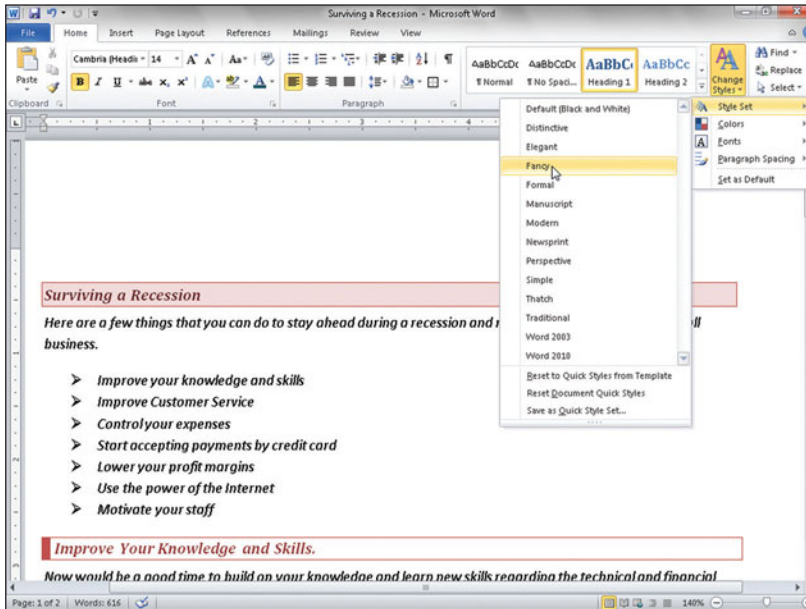 Surviving a Recession - Microsoft Word
File Home Insert Page Layout References Mailings Review View
Paste
Cambria (Headin 14 A A Aa
B I U abc x, x² A A
AaBbCcDc AaBbCcDc AaBbC AaBbCc
¶ Normal ¶ No Spaci... Heading 1 Heading 2
Change Styles
Find
Replace
Select
Clipboard Font Paragraph
Style Set
Colors
Fonts
Paragraph Spacing
Set as Default
Default (Black and White)
Distinctive
Elegant
Fancy
Formal
Manuscript
Modern
Newsprint
Perspective
Simple
Thatch
Traditional
Word 2003
Word 2010
Reset to Quick Styles from Template
Reset Document Quick Styles
Save as Quick Style Set...
Surviving a Recession
Here are a few things that you can do to stay ahead during a recession and
business.
Improve your knowledge and skills
Improve Customer Service
Control your expenses
Start accepting payments by credit card
Lower your profit margins
Use the power of the Internet
Motivate your staff
Improve Your Knowledge and Skills.
Now would be a good time to build on your knowledge and learn new skills regarding the technical and financial
Page: 1 of 2 Words: 616 140%